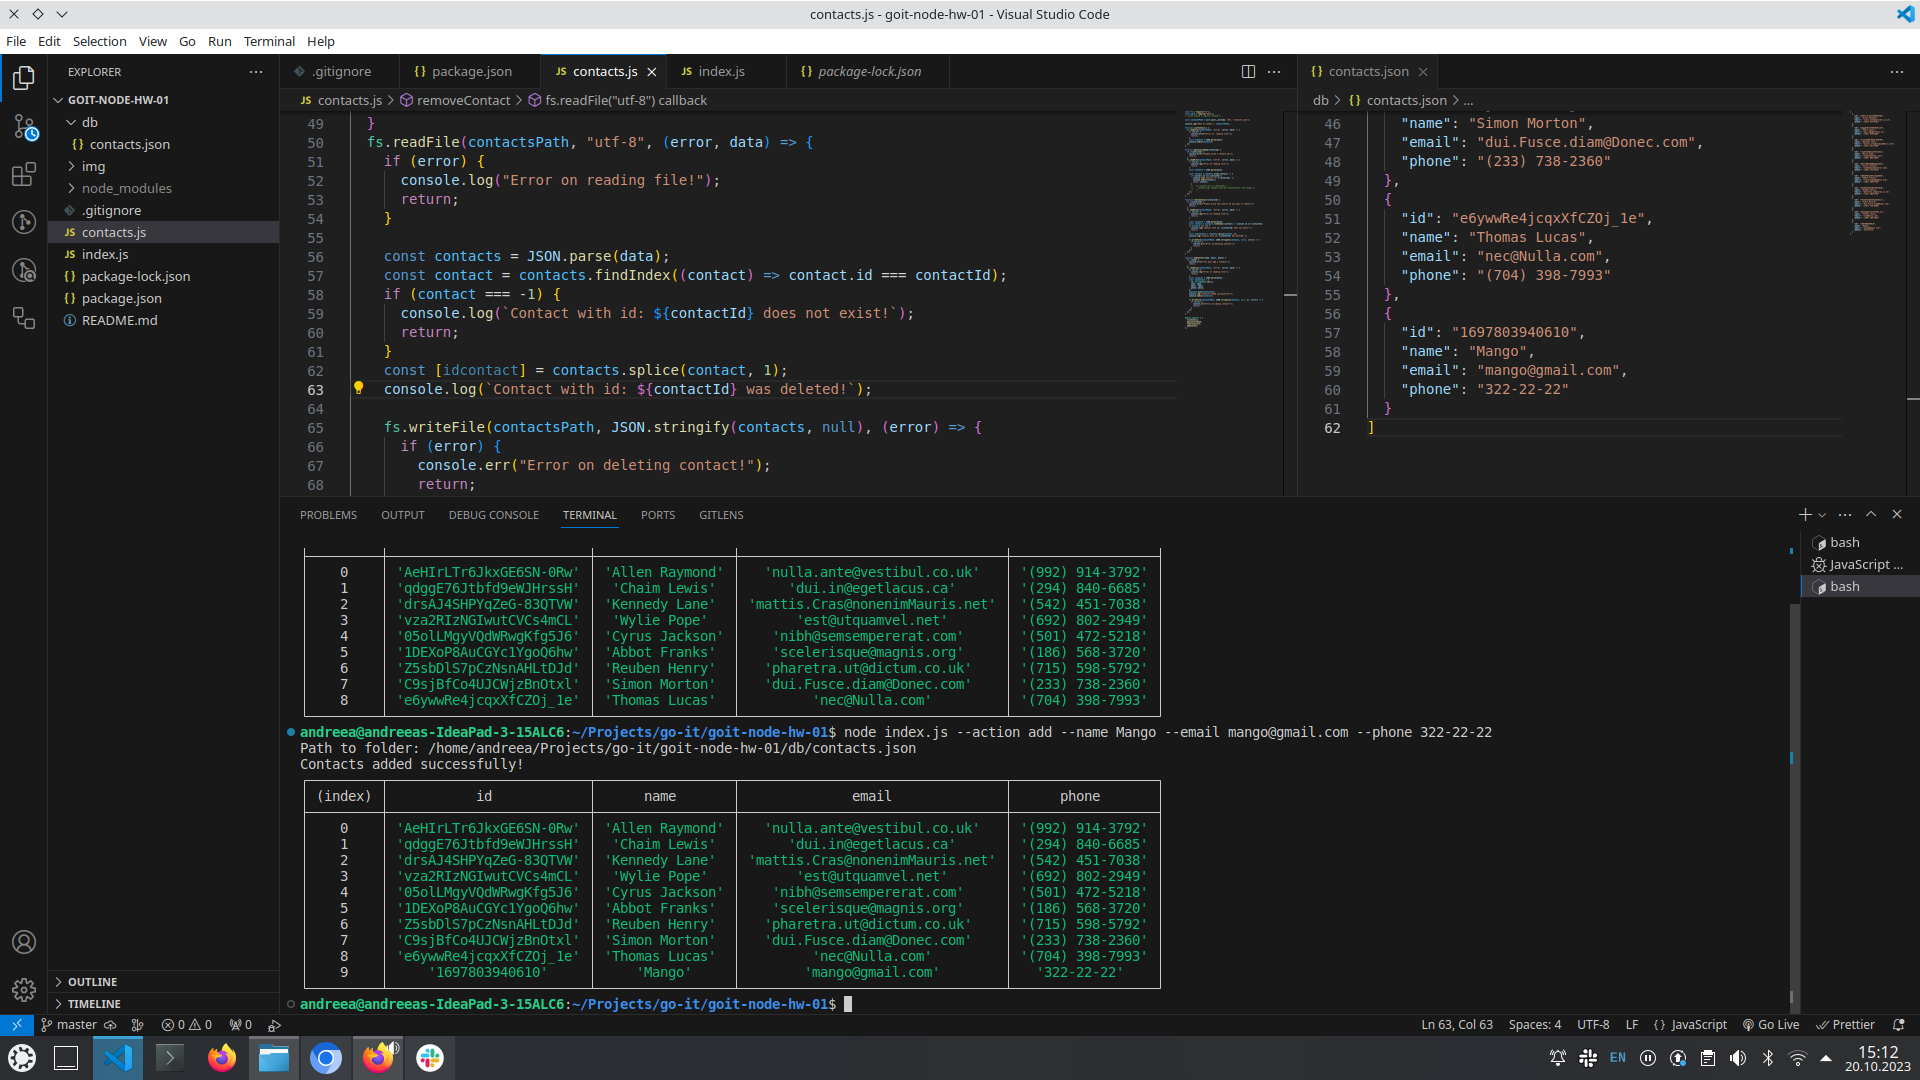 contacts.js - goit-node-hw-01 - Visual Studio Code
File Edit Selection View Go Run Terminal Help
EXPLORER
GOIT-NODE-HW-01
db
contacts.json
img
node_modules
.gitignore
contacts.js
index.js
package-lock.json
package.json
README.md
OUTLINE
TIMELINE
.gitignore package.json contacts.js index.js package-lock.json
contacts.js > removeContact > fs.readFile("utf-8") callback
49 }
50 fs.readFile(contactsPath, "utf-8", (error, data) => {
51 if (error) {
52 console.log("Error on reading file!");
53 return;
54 }
55
56 const contacts = JSON.parse(data);
57 const contact = contacts.findIndex((contact) => contact.id === contactId);
58 if (contact === -1) {
59 console.log(`Contact with id: ${contactId} does not exist!`);
60 return;
61 }
62 const [idcontact] = contacts.splice(contact, 1);
63 console.log(`Contact with id: ${contactId} was deleted!`);
64
65 fs.writeFile(contactsPath, JSON.stringify(contacts, null), (error) => {
66 if (error) {
67 console.err("Error on deleting contact!");
68 return;
contacts.json
db > contacts.json > ...
46 "name": "Simon Morton",
47 "email": "dui.Fusce.diam@Donec.com",
48 "phone": "(233) 738-2360"
49 },
50 {
51 "id": "e6ywwRe4jcqxXfCZOj_1e",
52 "name": "Thomas Lucas",
53 "email": "nec@Nulla.com",
54 "phone": "(704) 398-7993"
55 },
56 {
57 "id": "1697803940610",
58 "name": "Mango",
59 "email": "mango@gmail.com",
60 "phone": "322-22-22"
61 }
62 ]
PROBLEMS OUTPUT DEBUG CONSOLE TERMINAL PORTS GITLENS
0 'AeHIrLTr6JkxGE6SN-0Rw' 'Allen Raymond' 'nulla.ante@vestibul.co.uk' '(992) 914-3792'
1 'qdggE76Jtbfd9eWJHrssH' 'Chaim Lewis' 'dui.in@egetlacus.ca' '(294) 840-6685'
2 'drsAJ4SHPYqZeG-83QTVW' 'Kennedy Lane' 'mattis.Cras@nonenimMauris.net' '(542) 451-7038'
3 'vza2RIzNGIwutCVCs4mCL' 'Wylie Pope' 'est@utquamvel.net' '(692) 802-2949'
4 '05olLMgyVQdWRwgKfg5J6' 'Cyrus Jackson' 'nibh@semsempererat.com' '(501) 472-5218'
5 '1DEXoP8AuCGYc1YgoQ6hw' 'Abbot Franks' 'scelerisque@magnis.org' '(186) 568-3720'
6 'Z5sbDlS7pCzNsnAHLtDJd' 'Reuben Henry' 'pharetra.ut@dictum.co.uk' '(715) 598-5792'
7 'C9sjBfCo4UJCWjzBnOtxl' 'Simon Morton' 'dui.Fusce.diam@Donec.com' '(233) 738-2360'
8 'e6ywwRe4jcqxXfCZOj_1e' 'Thomas Lucas' 'nec@Nulla.com' '(704) 398-7993'
andreea@andreeas-IdeaPad-3-15ALC6:~/Projects/go-it/goit-node-hw-01$ node index.js --action add --name Mango --email mango@gmail.com --phone 322-22-22
Path to folder: /home/andreea/Projects/go-it/goit-node-hw-01/db/contacts.json
Contacts added successfully!
(index) id name email phone
0 'AeHIrLTr6JkxGE6SN-0Rw' 'Allen Raymond' 'nulla.ante@vestibul.co.uk' '(992) 914-3792'
1 'qdggE76Jtbfd9eWJHrssH' 'Chaim Lewis' 'dui.in@egetlacus.ca' '(294) 840-6685'
2 'drsAJ4SHPYqZeG-83QTVW' 'Kennedy Lane' 'mattis.Cras@nonenimMauris.net' '(542) 451-7038'
3 'vza2RIzNGIwutCVCs4mCL' 'Wylie Pope' 'est@utquamvel.net' '(692) 802-2949'
4 '05olLMgyVQdWRwgKfg5J6' 'Cyrus Jackson' 'nibh@semsempererat.com' '(501) 472-5218'
5 '1DEXoP8AuCGYc1YgoQ6hw' 'Abbot Franks' 'scelerisque@magnis.org' '(186) 568-3720'
6 'Z5sbDlS7pCzNsnAHLtDJd' 'Reuben Henry' 'pharetra.ut@dictum.co.uk' '(715) 598-5792'
7 'C9sjBfCo4UJCWjzBnOtxl' 'Simon Morton' 'dui.Fusce.diam@Donec.com' '(233) 738-2360'
8 'e6ywwRe4jcqxXfCZOj_1e' 'Thomas Lucas' 'nec@Nulla.com' '(704) 398-7993'
9 '1697803940610' 'Mango' 'mango@gmail.com' '322-22-22'
andreea@andreeas-IdeaPad-3-15ALC6:~/Projects/go-it/goit-node-hw-01$
bash
JavaScript ...
bash
master 0 0 0 Ln 63, Col 63 Spaces: 4 UTF-8 LF {} JavaScript Go Live Prettier
EN 15:12
20.10.2023